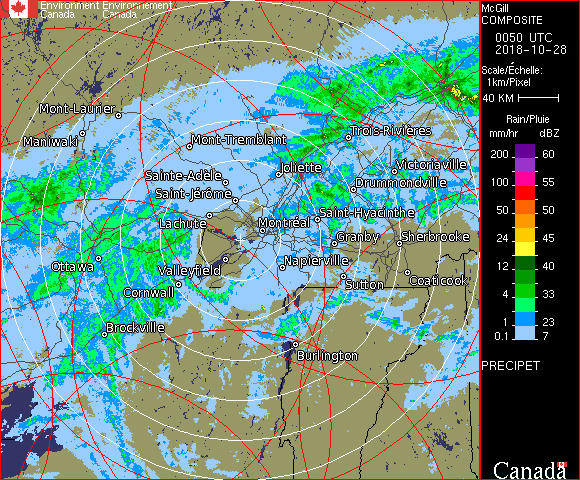 Environment Environnement
Canada Canada
McGill
COMPOSITE
0050 UTC
2018-10-28
Scale/Échelle:
1km/Pixel
40 KM
Rain/Pluie
mm/hr dBZ
200 60
100 55
50 50
24 45
12 40
4 33
1 23
0.1 7
PRECIPET
Canada
Mont-Laurier
Maniwaki
Mont-Tremblant
Trois-Rivières
Joliette
Victoriaville
Sainte-Adèle
Drummondville
Saint-Jérôme
Saint-Hyacinthe
Lachute
Montréal
Granby
Sherbrooke
Ottawa
Valleyfield
Napierville
Cornwall
Sutton
Coaticook
Brockville
Burlington